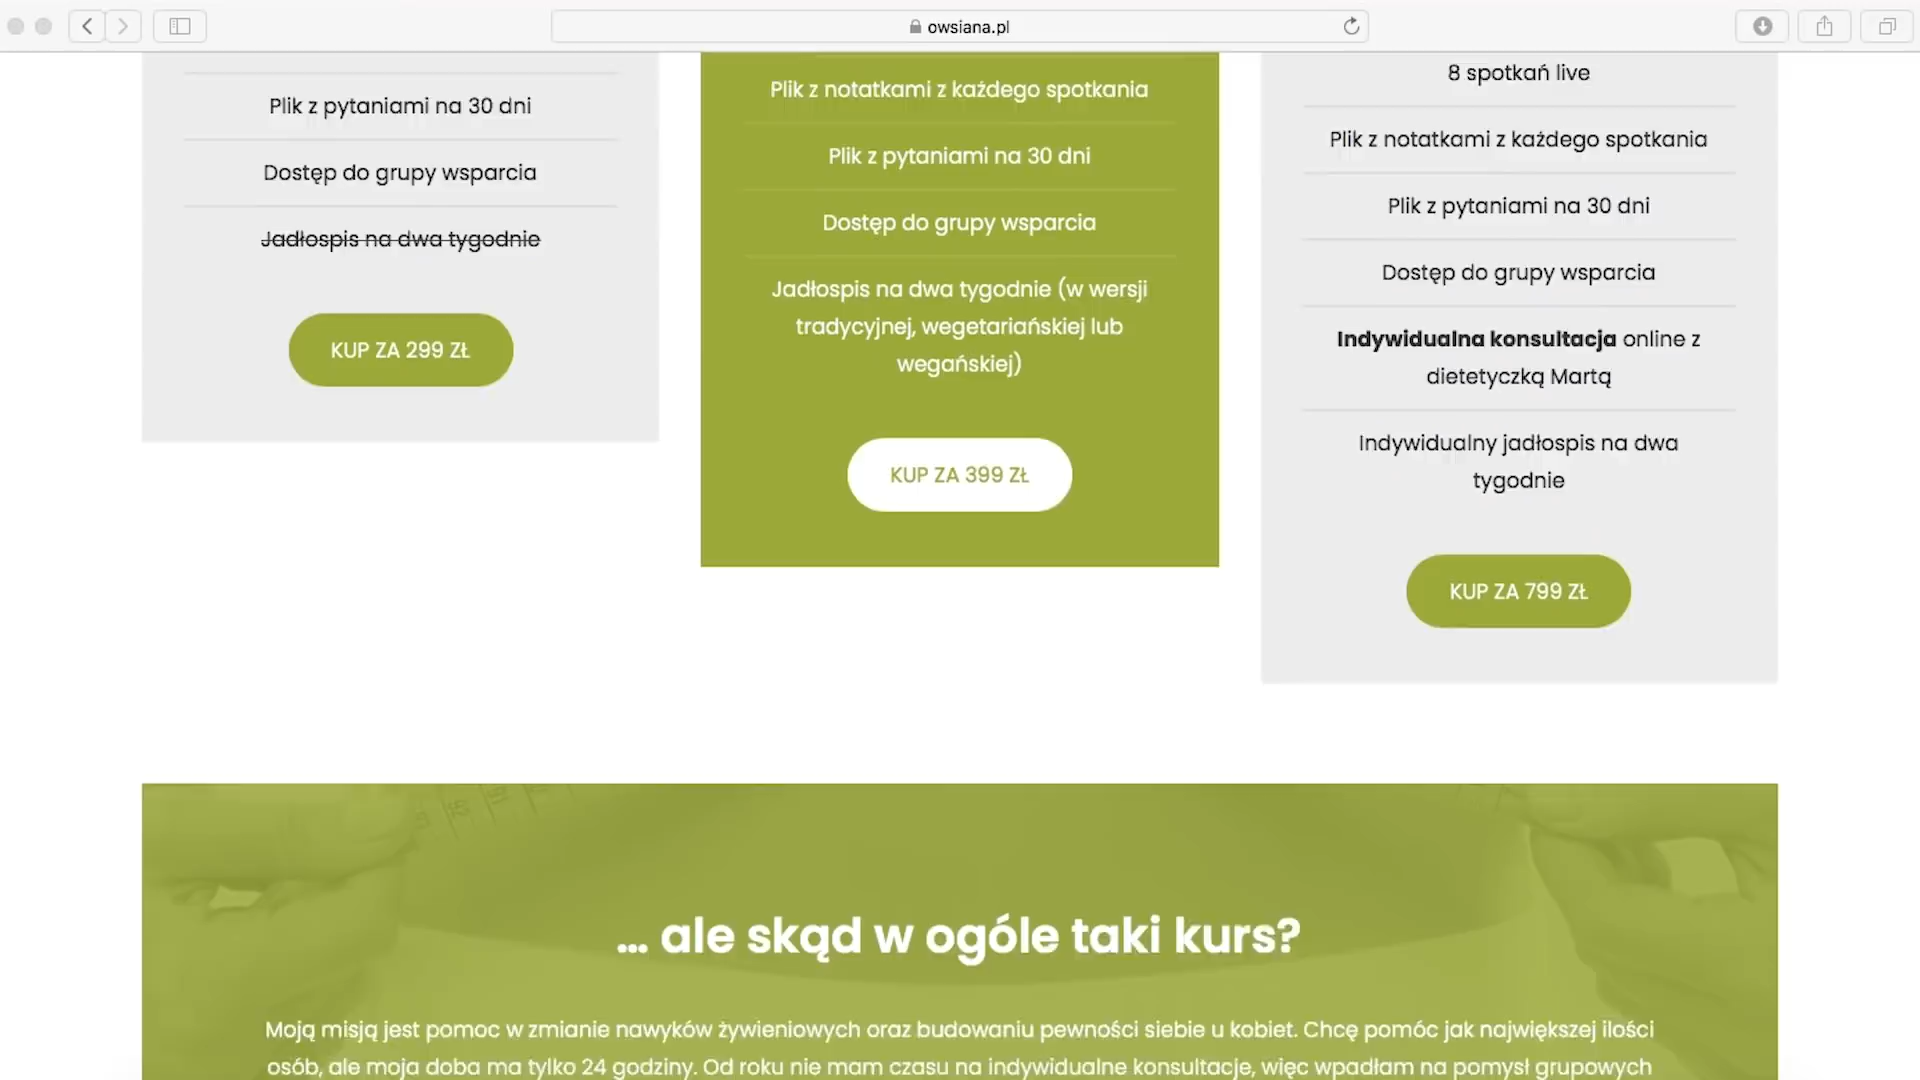 owsiana.pl
Plik z pytaniami na 30 dni
Dostęp do grupy wsparcia
Jadłospis na dwa tygodnie
KUP ZA 299 ZŁ
Plik z notatkami z każdego spotkania
Plik z pytaniami na 30 dni
Dostęp do grupy wsparcia
Jadłospis na dwa tygodnie (w wersji
tradycyjnej, wegetariańskiej lub
wegańskiej)
KUP ZA 399 ZŁ
8 spotkań live
Plik z notatkami z każdego spotkania
Plik z pytaniami na 30 dni
Dostęp do grupy wsparcia
Indywidualna konsultacja online z
dietetyczką Martą
Indywidualny jadłospis na dwa
tygodnie
KUP ZA 799 ZŁ
... ale skąd w ogóle taki kurs?
Moją misją jest pomoc w zmianie nawyków żywieniowych oraz budowaniu pewności siebie u kobiet. Chcę pomóc jak największej ilości
osób, ale moja doba ma tylko 24 godziny. Od roku nie mam czasu na indywidualne konsultacje, więc wpadłam na pomysł grupowych